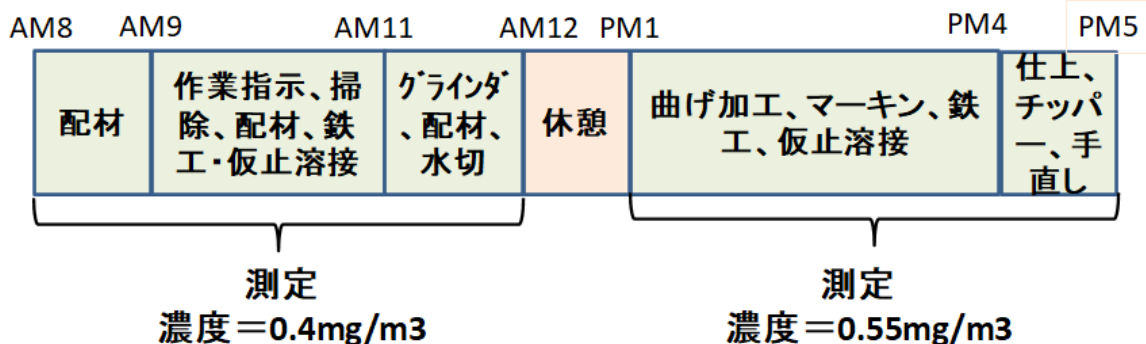 AM8
AM9
AM11
AM12
PM1
PM4
PM5
配材
作業指示、掃
除、配材、鉄
工・仮止溶接
グラインダ
、配材、
水切
休憩
曲げ加工、マーキン、鉄
工、仮止溶接
仕上、
チッパ
ー、手
直し
測定
濃度＝0.4mg/m3
測定
濃度＝0.55mg/m3